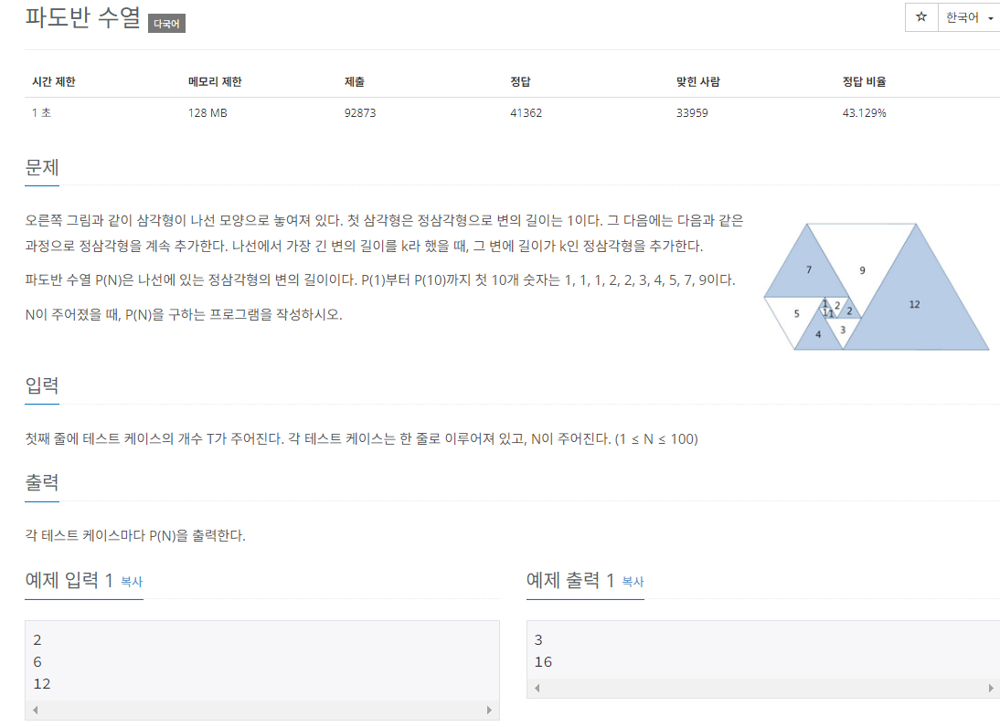 파도반 수열 다국어
☆ 한국어
시간 제한 메모리 제한 제출 정답 맞힌 사람 정답 비율
1 초 128 MB 92873 41362 33959 43.129%
문제
오른쪽 그림과 같이 삼각형이 나선 모양으로 놓여져 있다. 첫 삼각형은 정삼각형으로 변의 길이는 1이다. 그 다음에는 다음과 같은
과정으로 정삼각형을 계속 추가한다. 나선에서 가장 긴 변의 길이를 k라 했을 때, 그 변에 길이가 k인 정삼각형을 추가한다.
파도반 수열 P(N)은 나선에 있는 정삼각형의 변의 길이이다. P(1)부터 P(10)까지 첫 10개 숫자는 1, 1, 1, 2, 2, 3, 4, 5, 7, 9이다.
N이 주어졌을 때, P(N)을 구하는 프로그램을 작성하시오.
7 9
12
1 2
5 1 1 2
4 3
입력
첫째 줄에 테스트 케이스의 개수 T가 주어진다. 각 테스트 케이스는 한 줄로 이루어져 있고, N이 주어진다. (1 ≤ N ≤ 100)
출력
각 테스트 케이스마다 P(N)을 출력한다.
예제 입력 1 복사
2
6
12
예제 출력 1 복사
3
16